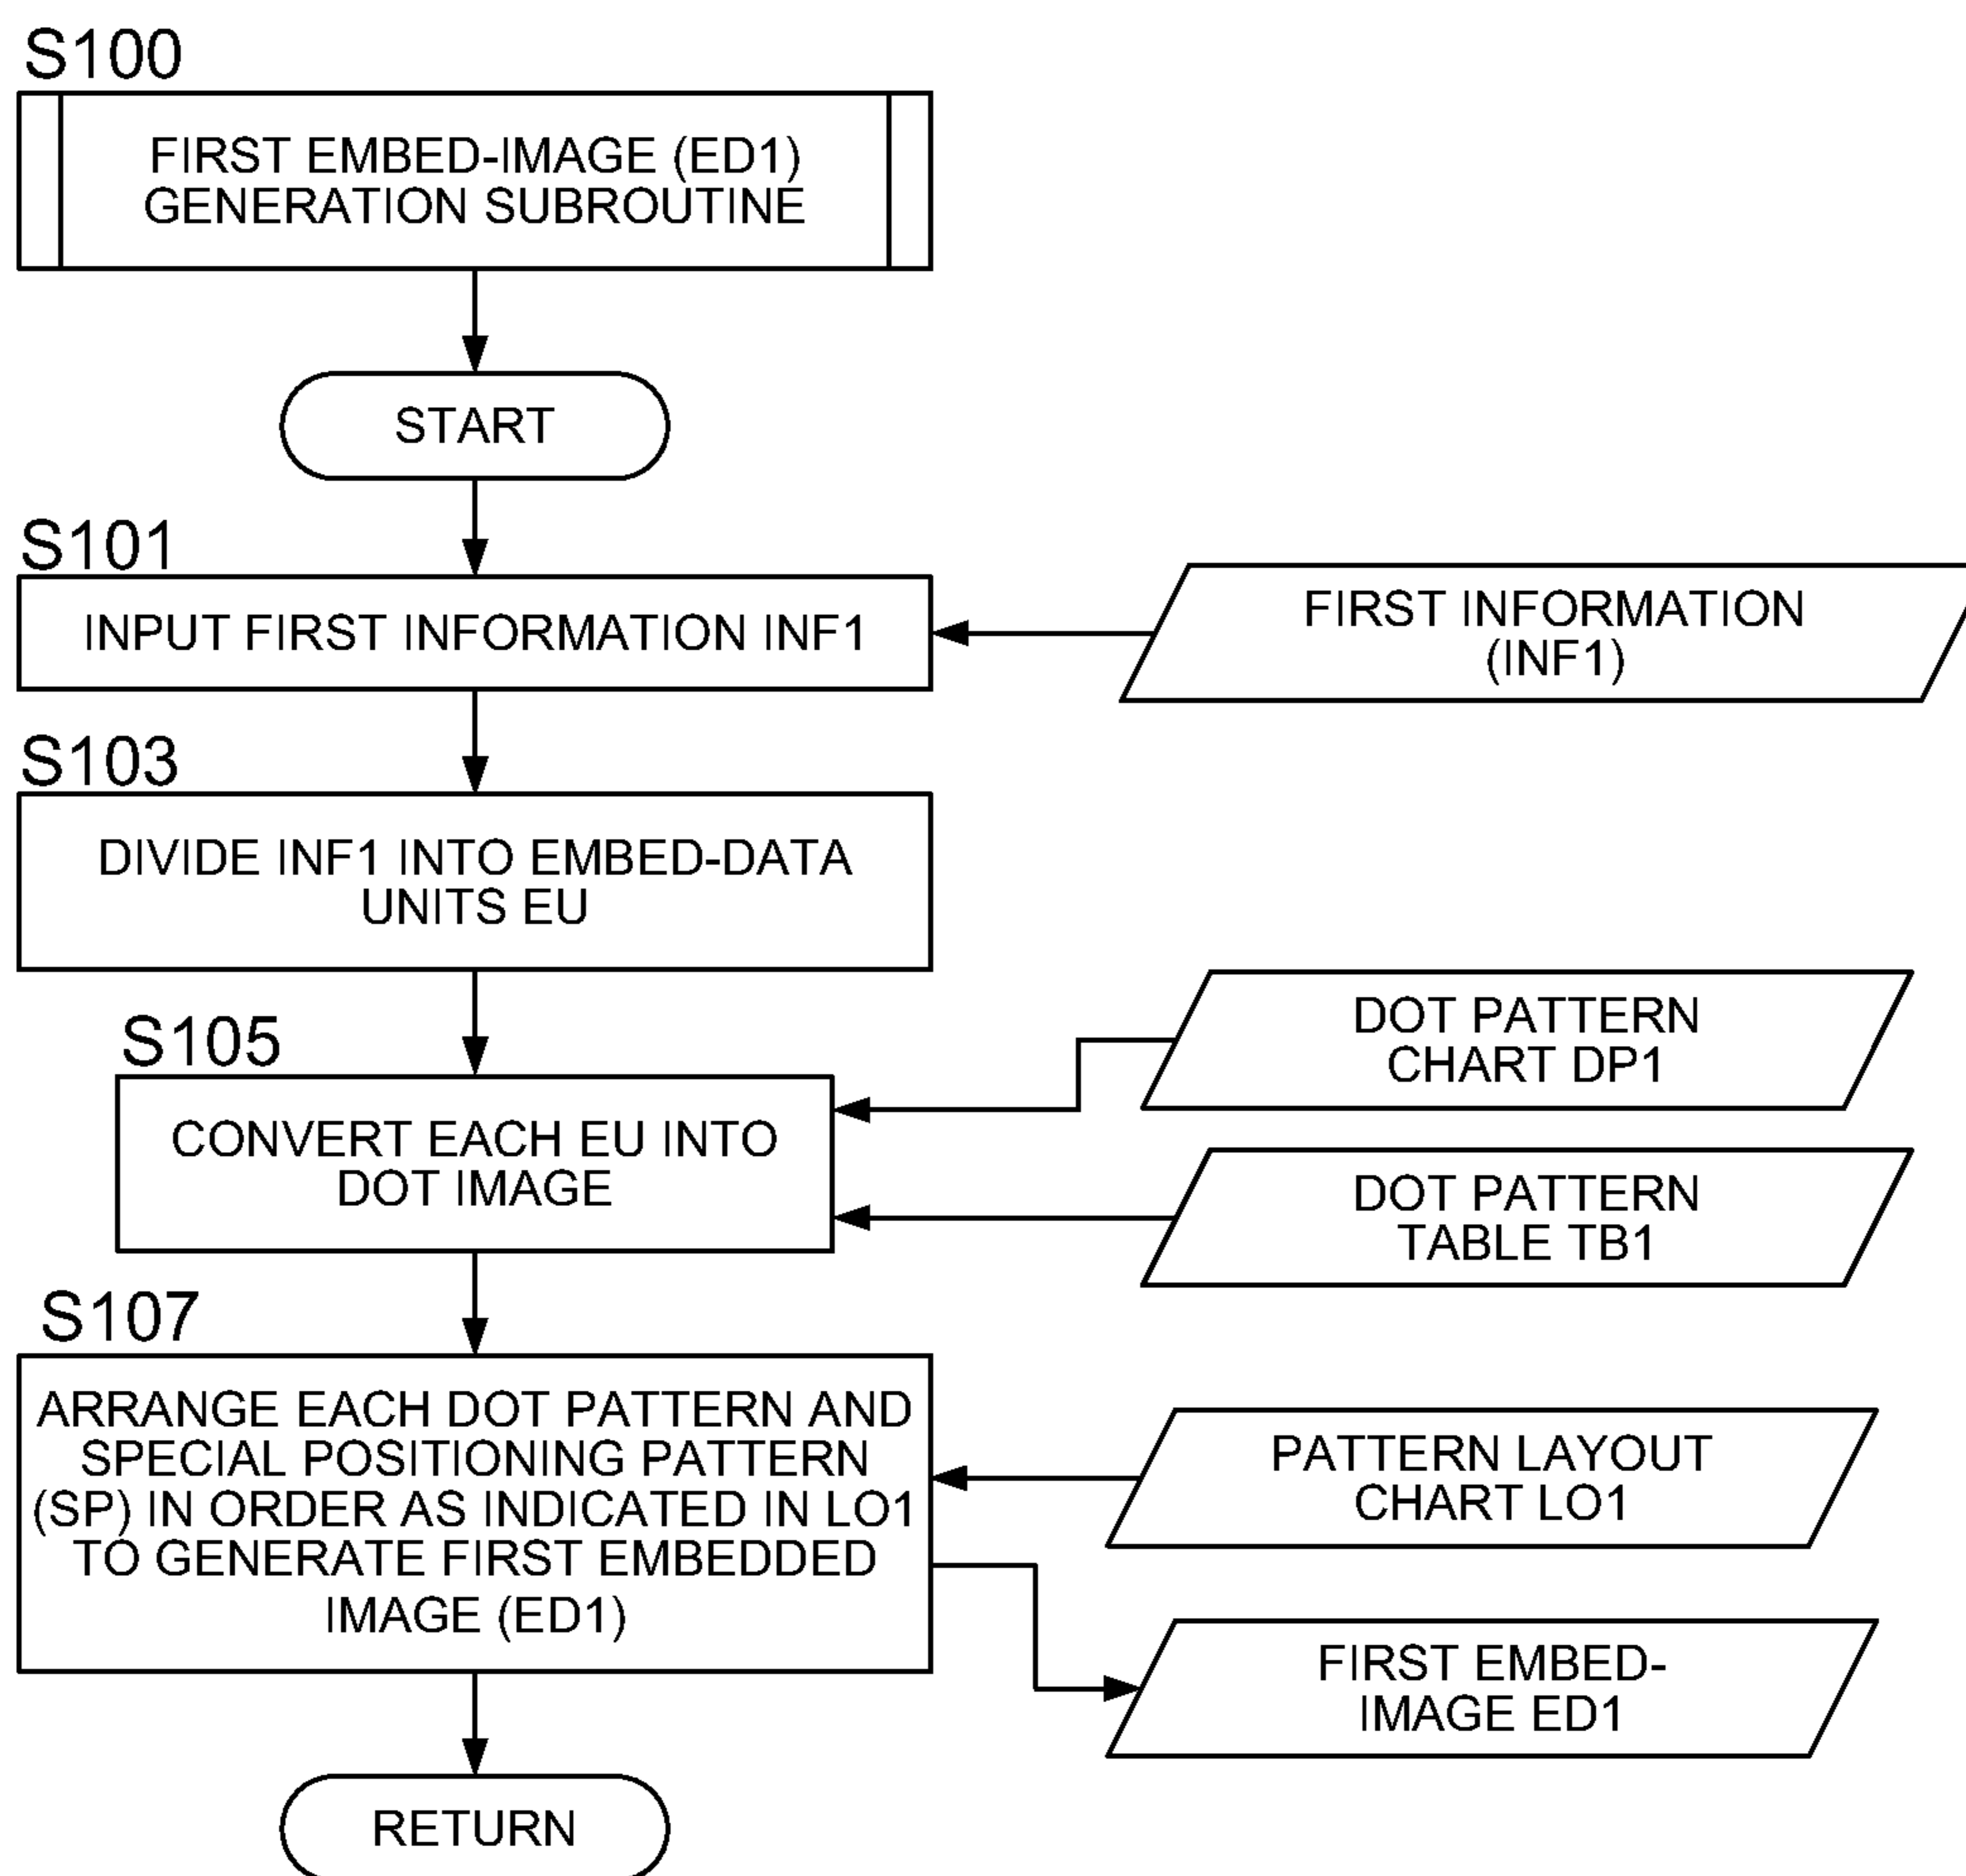 S100
FIRST EMBED-IMAGE (ED1)
GENERATION SUBROUTINE
START
S101
INPUT FIRST INFORMATION INF1
FIRST INFORMATION
(INF1)
S103
DIVIDE INF1 INTO EMBED-DATA
UNITS EU
S105
CONVERT EACH EU INTO
DOT IMAGE
DOT PATTERN
CHART DP1
DOT PATTERN
TABLE TB1
S107
ARRANGE EACH DOT PATTERN AND
SPECIAL POSITIONING PATTERN
(SP) IN ORDER AS INDICATED IN LO1
TO GENERATE FIRST EMBEDDED
IMAGE (ED1)
PATTERN LAYOUT
CHART LO1
FIRST EMBED-
IMAGE ED1
RETURN